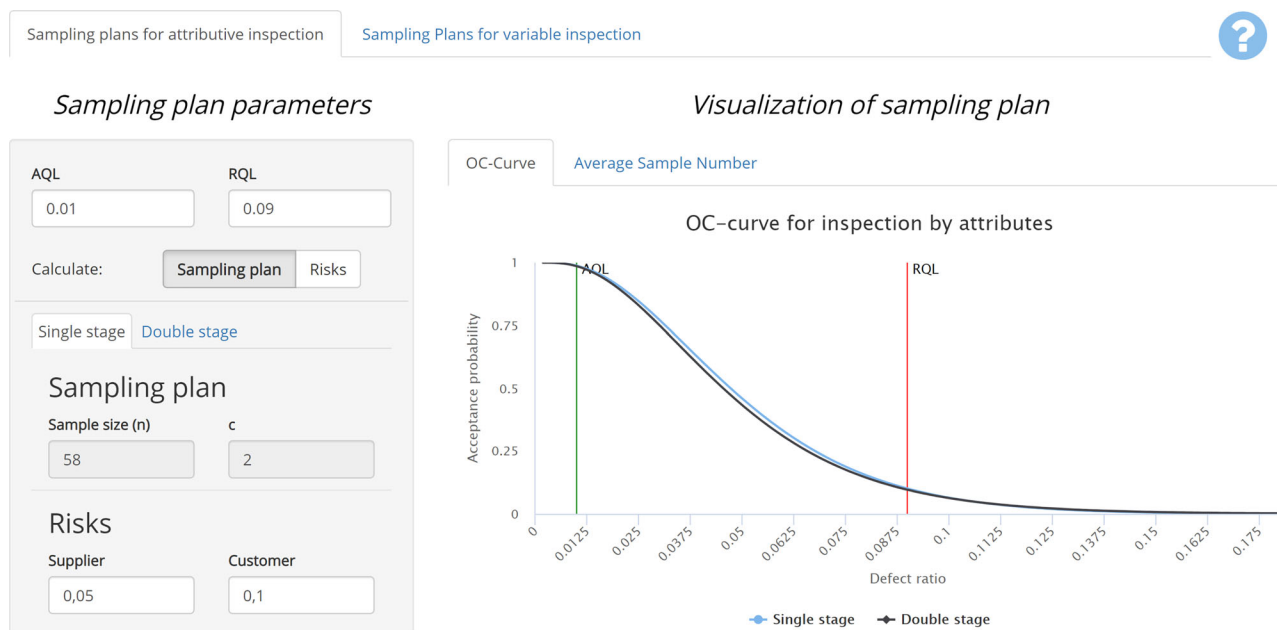 Sampling plans for attributive inspection
Sampling Plans for variable inspection
?
Sampling plan parameters
AQL
RQL
0.01
0.09
Calculate:
Sampling plan
Risks
Single stage
Double stage
Sampling plan
Sample size (n)
c
58
2
Risks
Supplier
Customer
0,05
0,1
Visualization of sampling plan
OC-Curve
Average Sample Number
OC-curve for inspection by attributes
AQL
RQL
Acceptance probability
1
0.75
0.5
0.25
0
0
0.0125
0.025
0.0375
0.05
0.0625
0.075
0.0875
0.1
0.1125
0.125
0.1375
0.15
0.1625
0.175
Defect ratio
Single stage
Double stage